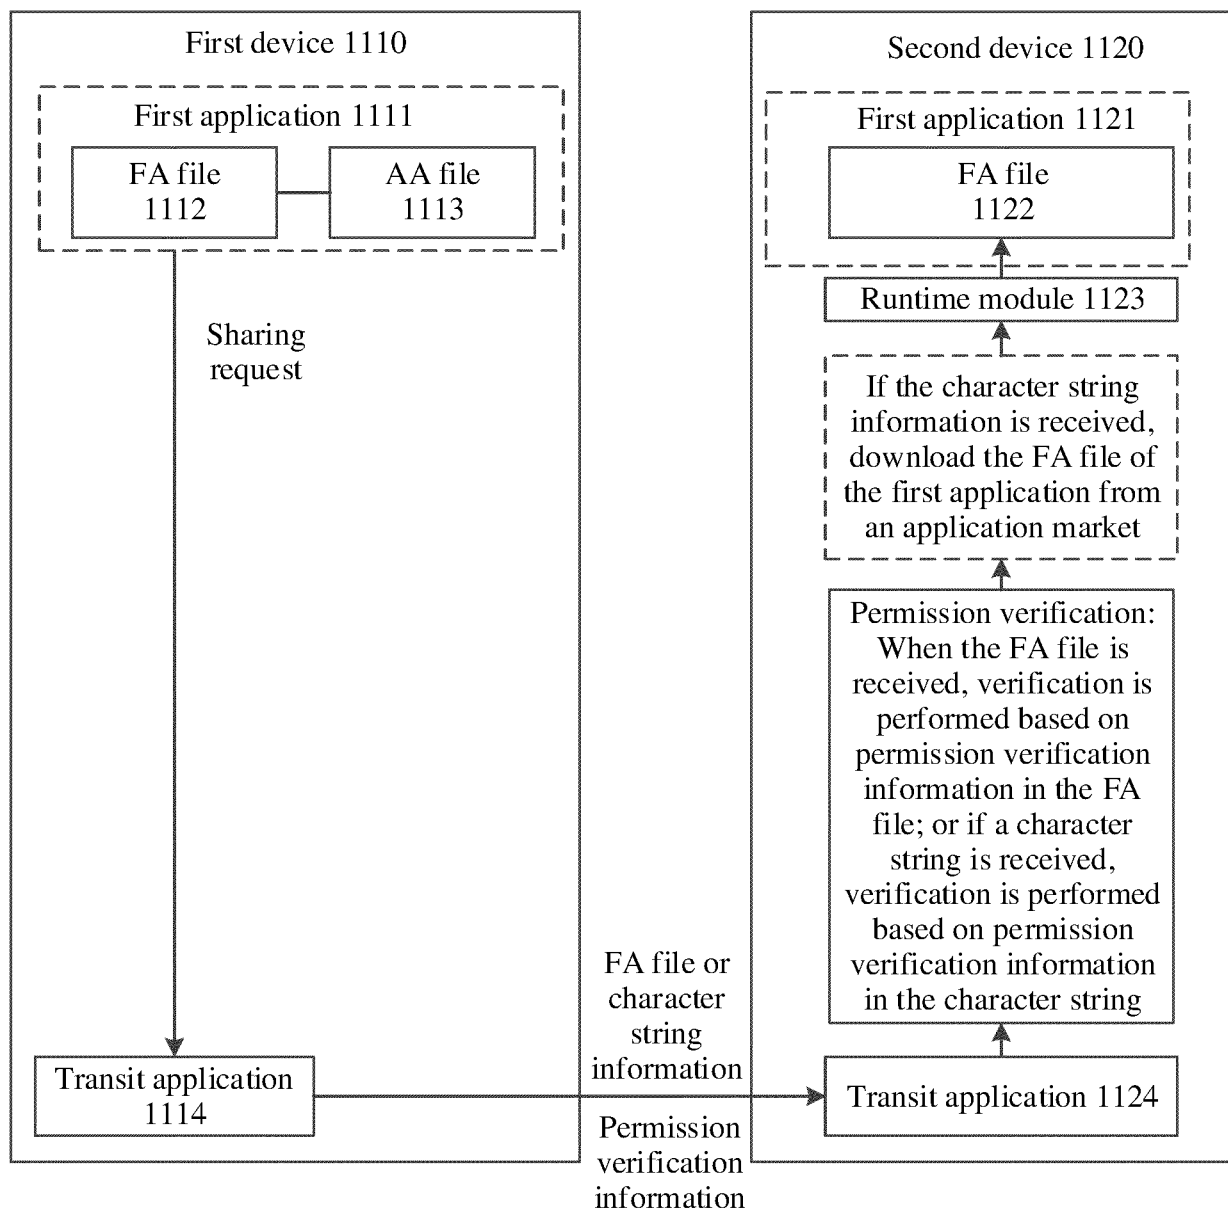 First device 1110
First application 1111
FA file
1112
AA file
1113
Sharing
request
Transit application
1114
FA file or
character
string
information
Permission
verification
information
Second device 1120
First application 1121
FA file
1122
Runtime module 1123
If the character string
information is received,
download the FA file of
the first application from
an application market
Permission verification:
When the FA file is
received, verification is
performed based on
permission verification
information in the FA
file; or if a character
string is received,
verification is performed
based on permission
verification information
in the character string
Transit application 1124